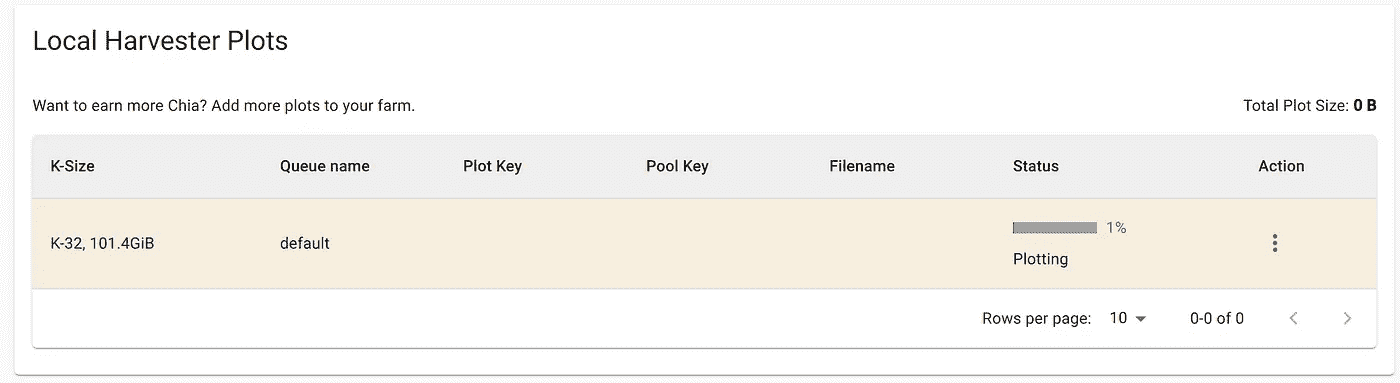 Local Harvester Plots
Want to earn more Chia? Add more plots to your farm.
Total Plot Size: 0 B
K-Size Queue name Plot Key Pool Key Filename Status Action
K-32, 101.4GiB default 1%
Plotting
Rows per page: 10 0-0 of 0